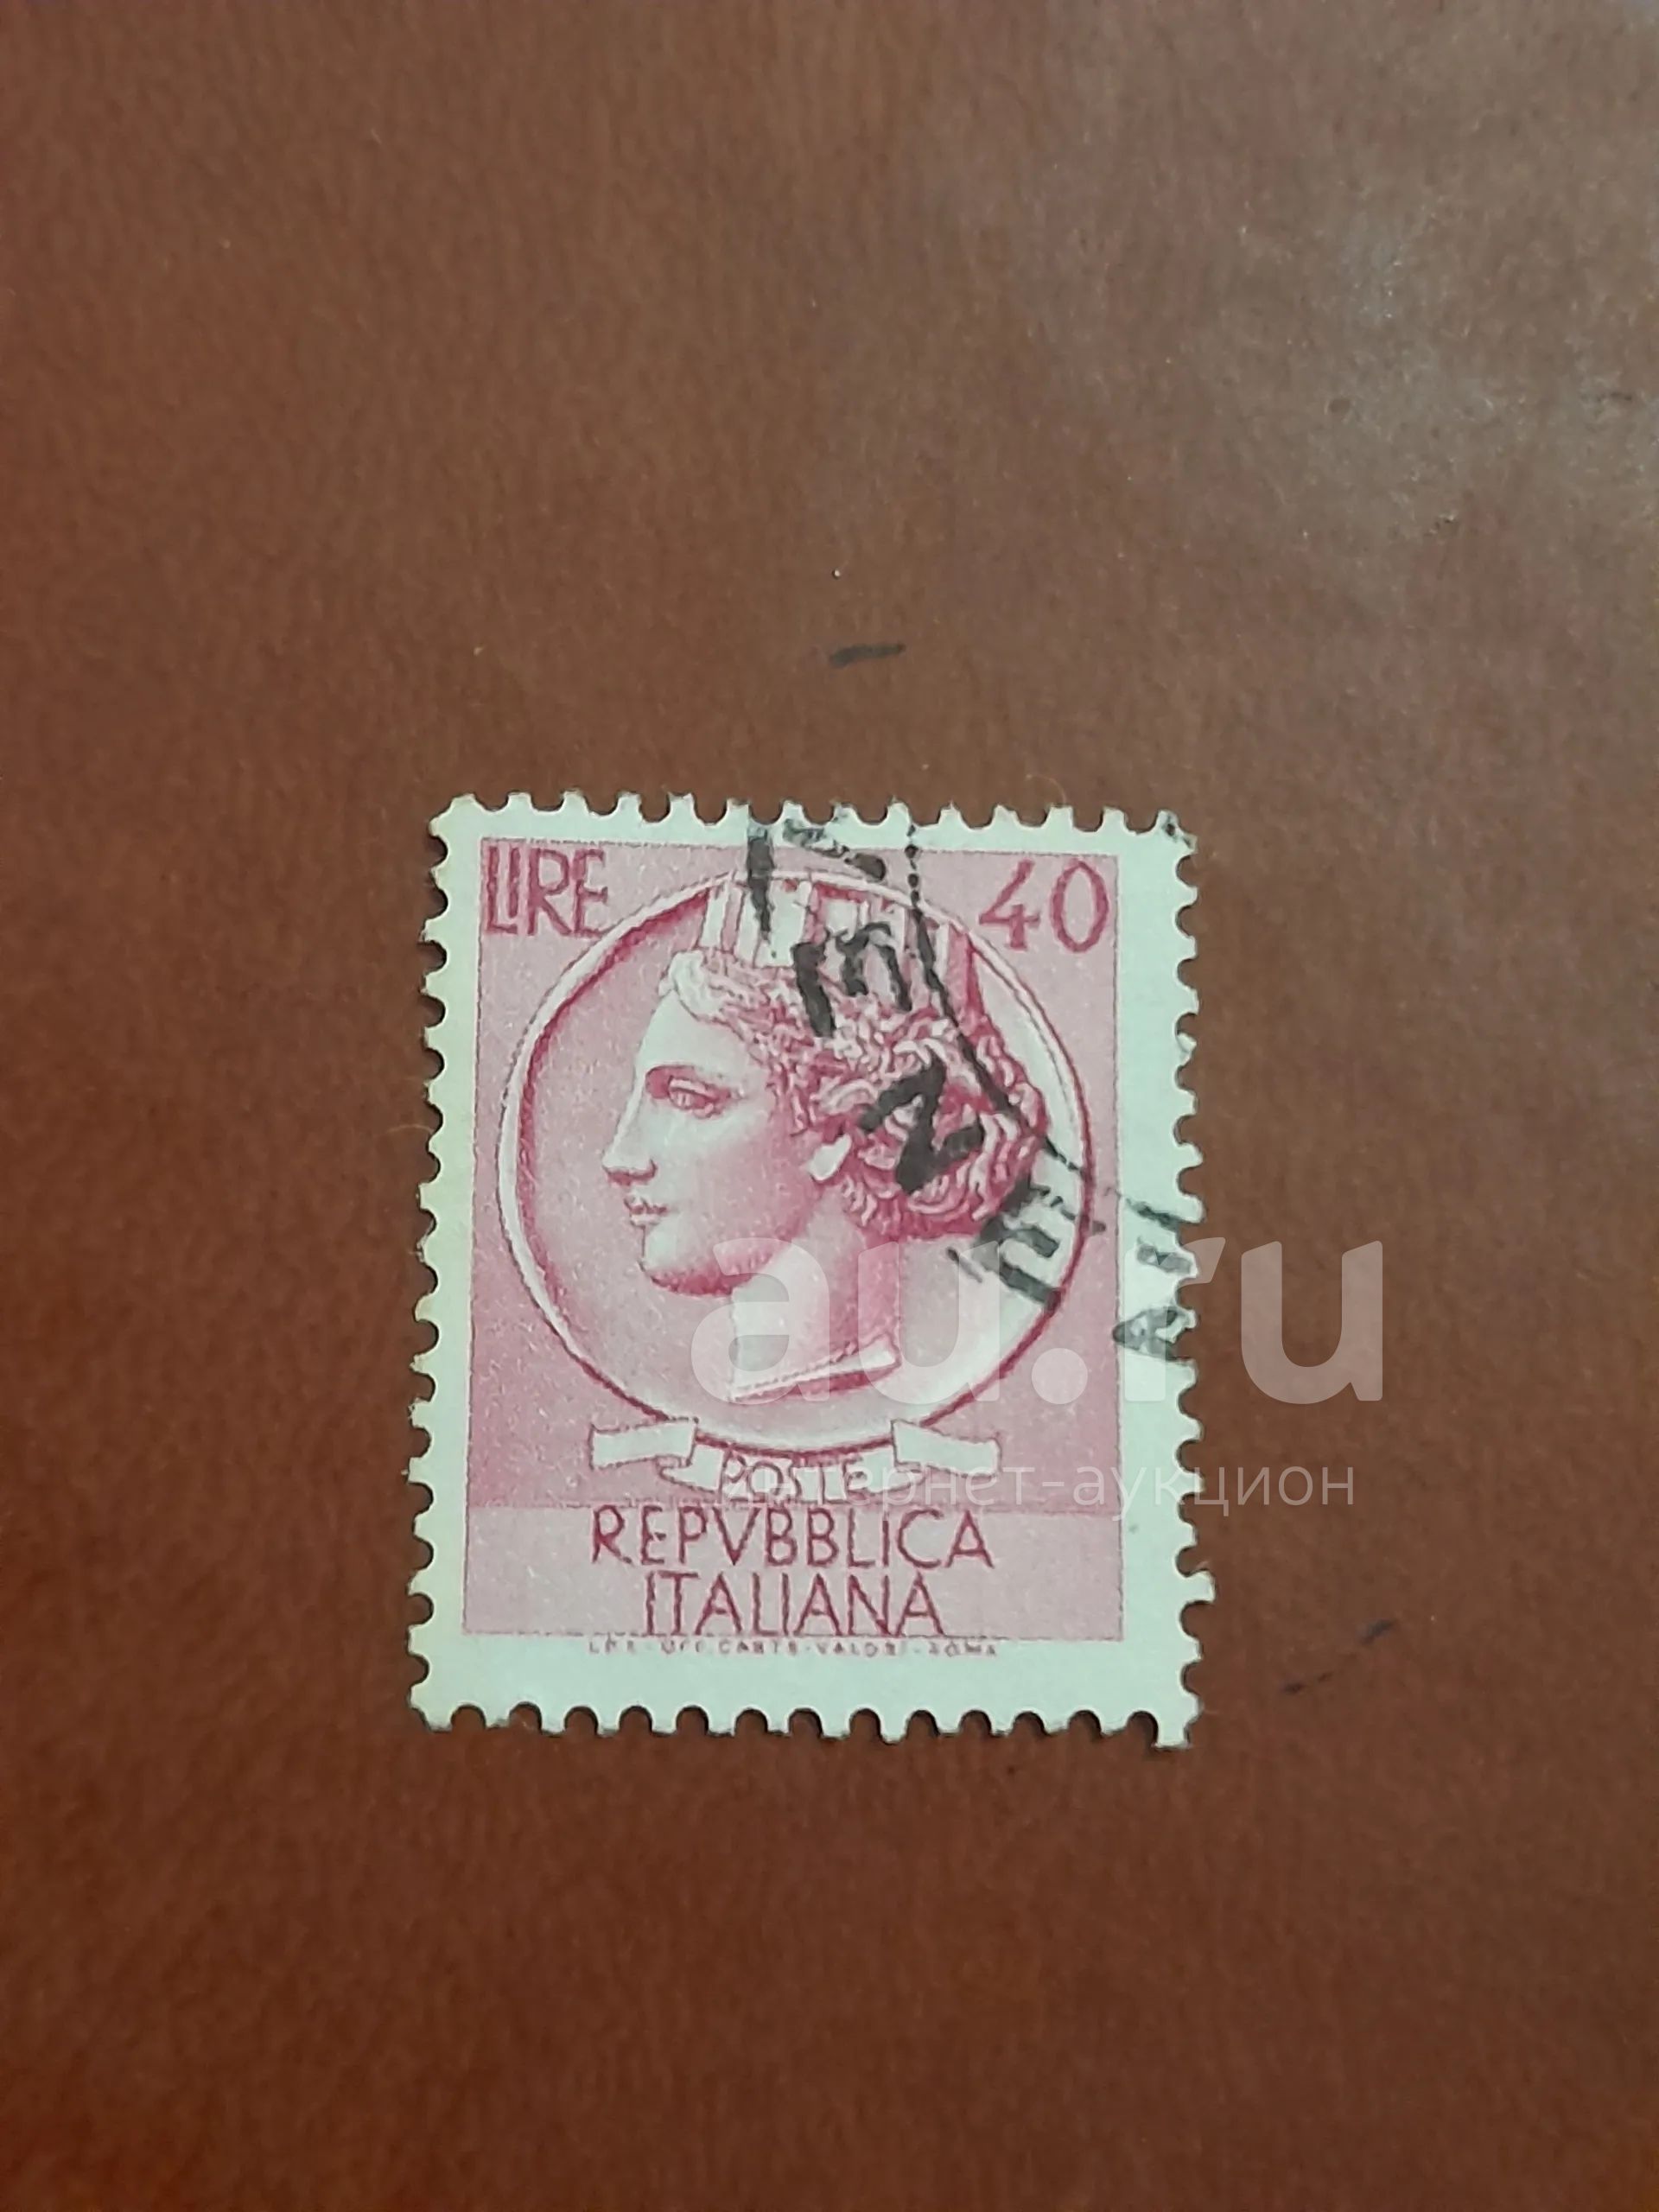 LIRE 40
POSTE
REPVBBLICA
ITALIANA
au.ru
интернет-аукцион